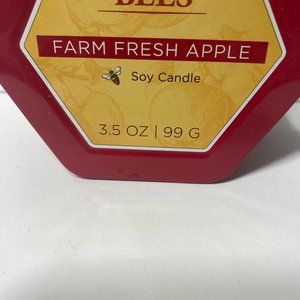 BEES
FARM FRESH APPLE
Soy Candle
3.5 OZ | 99 G